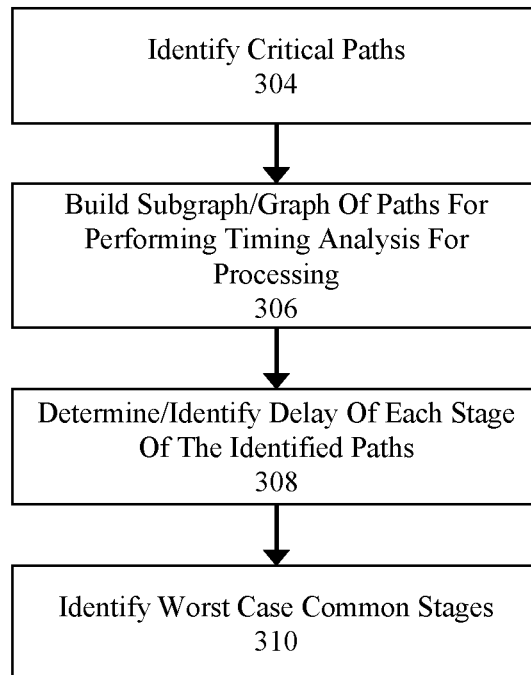 Identify Critical Paths
304
Build Subgraph/Graph Of Paths For
Performing Timing Analysis For
Processing
306
Determine/Identify Delay Of Each Stage
Of The Identified Paths
308
Identify Worst Case Common Stages
310